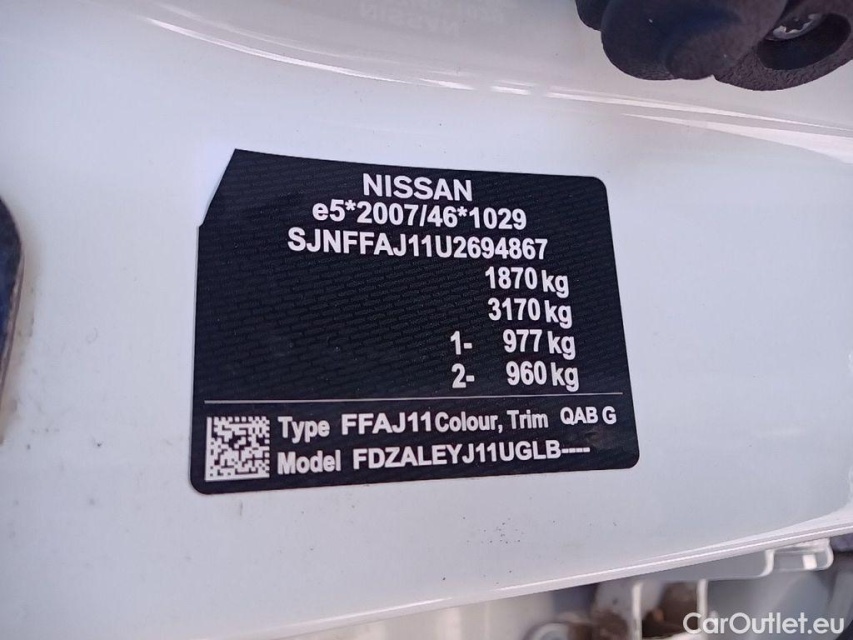 NISSAN
e5*2007/46*1029
SJNFFAJ11U2694867
1870 kg
3170 kg
1- 977 kg
2- 960 kg
Type FFAJ11 Colour, Trim QAB G
Model FDZALEYJ11UGLB----
CarOutlet.eu